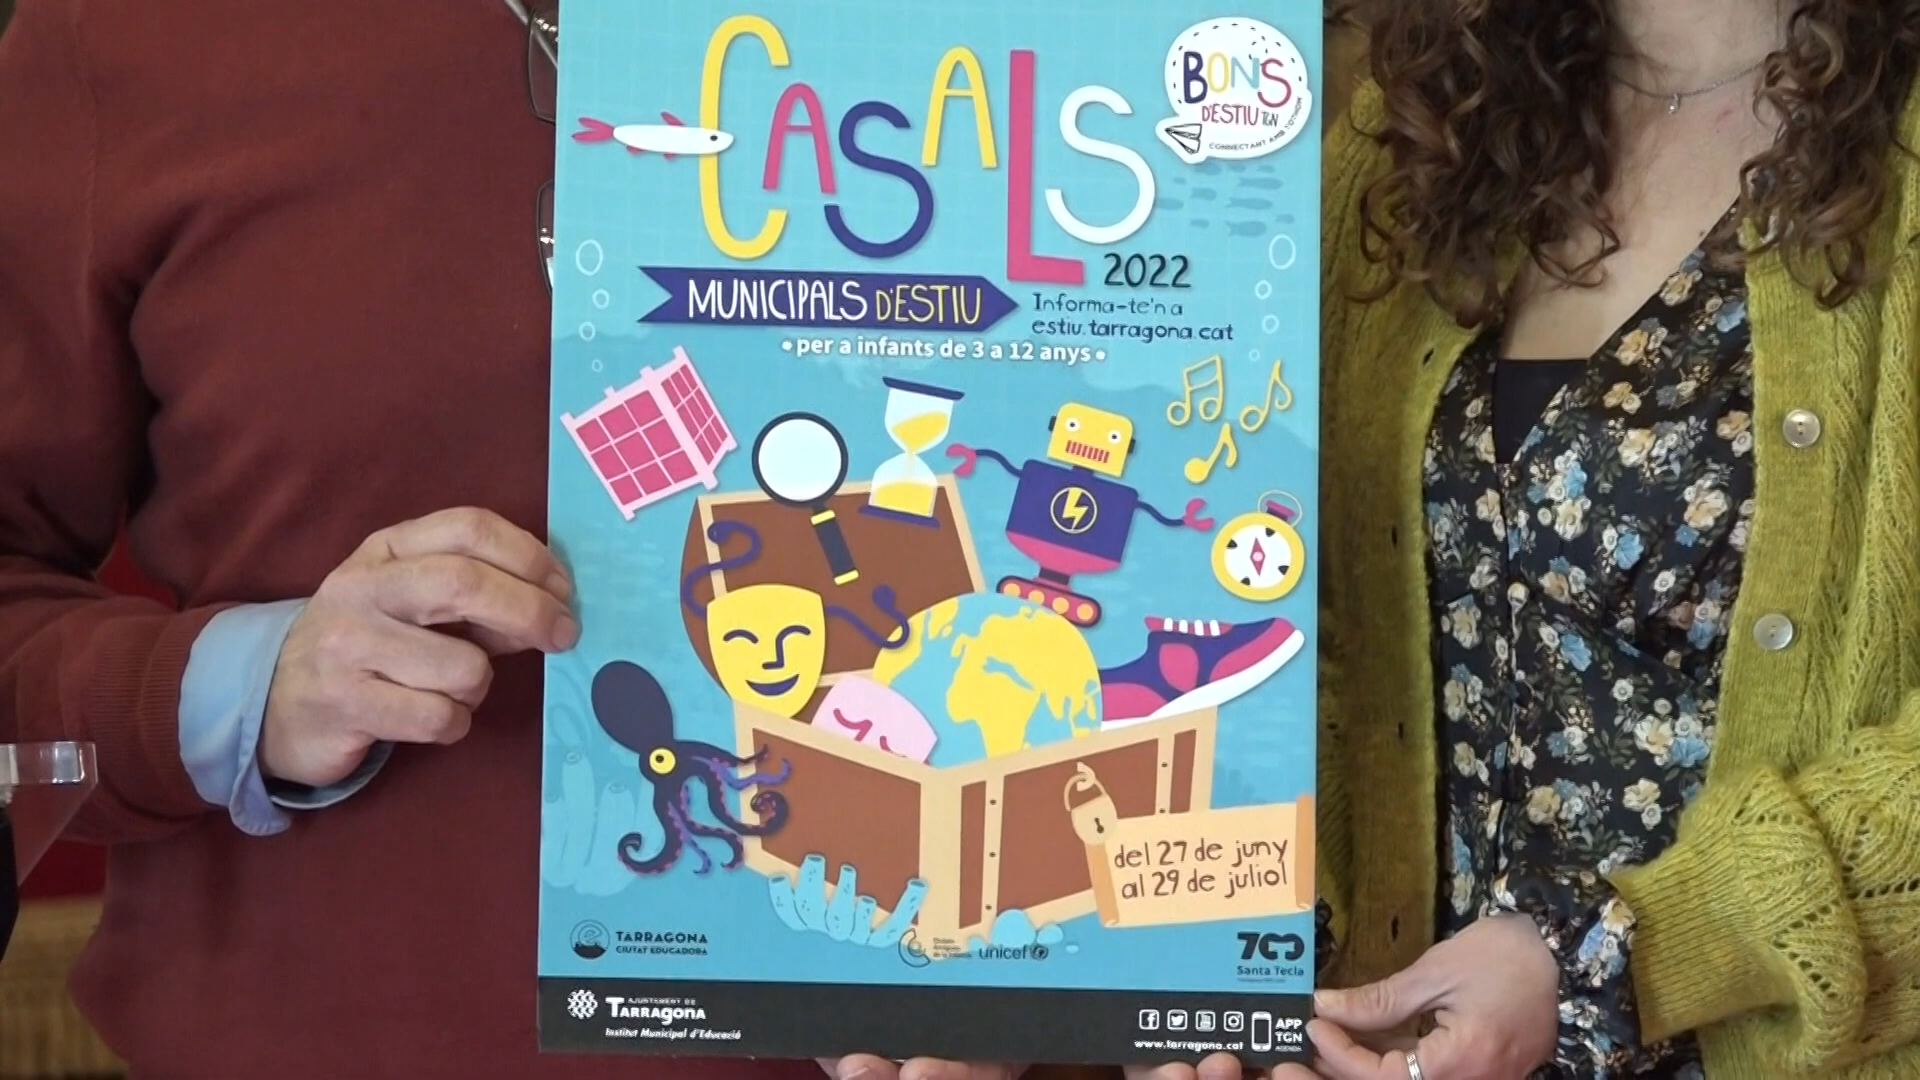 CASALS
BONS
D'ESTIU TGN
CONNECTANT AMB TOTHOM
2022
MUNICIPALS D'ESTIU
Informa-te'n a
estiu.tarragona.cat
• per a infants de 3 a 12 anys •
del 27 de juny
al 29 de juliol
TARRAGONA
CIUTAT EDUCADORA
unicef
700
Santa Tecla
AJUNTAMENT DE
TARRAGONA
Institut Municipal d'Educació
www.tarragona.cat
APP
TGN
AGENDA